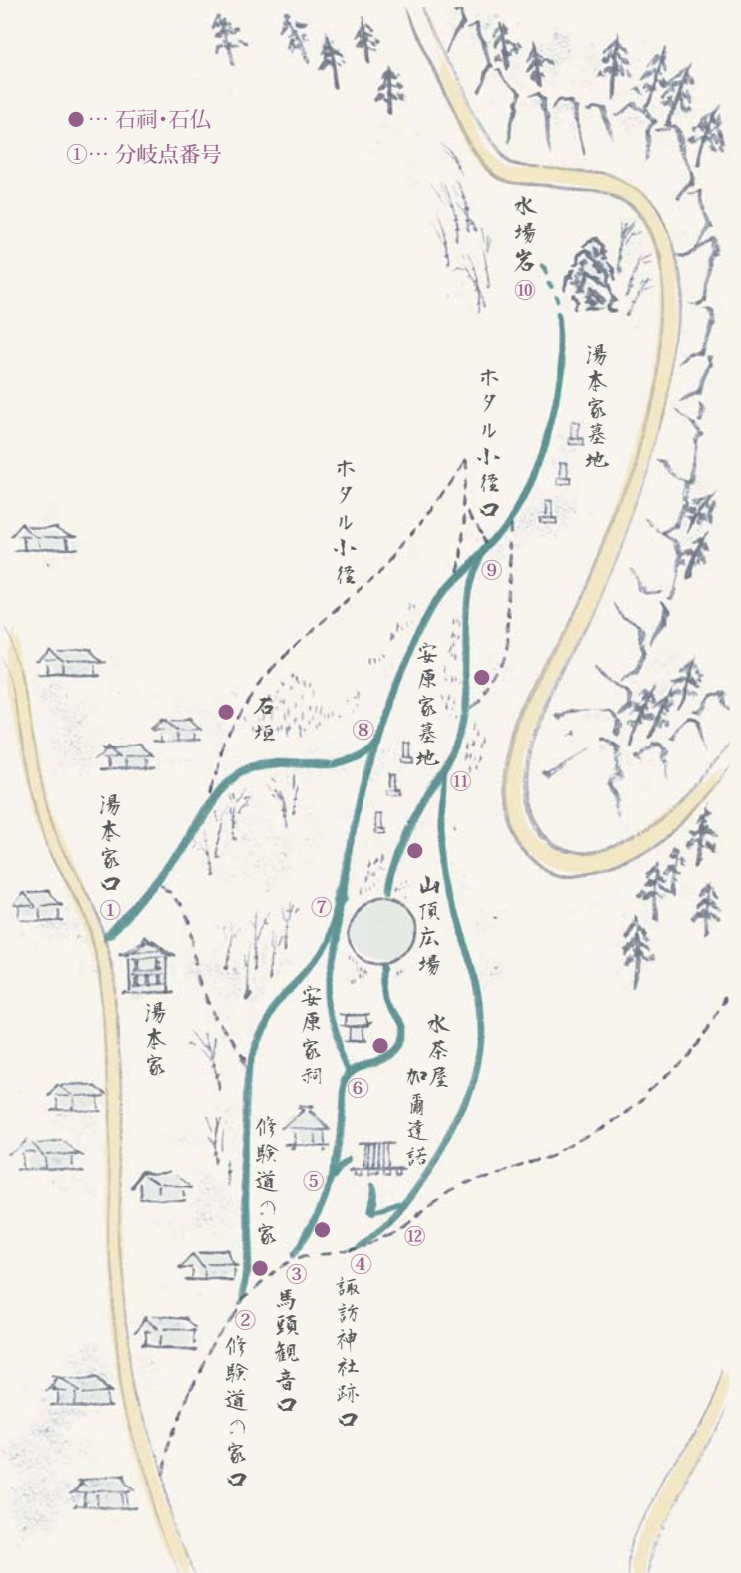 ●… 石祠・石仏
①… 分岐点番号
水場岩
⑩
湯本家墓地
ホタル小径口
ホタル小径
⑨
安原家墓地
石垣
⑧
⑪
湯本家口
①
山頂広場
⑦
湯本家
安原家祠
水茶屋
加爾達諾
⑥
修験道の家
⑤
⑫
③
④
諏訪神社跡口
馬頭観音口
②
修験道の家口